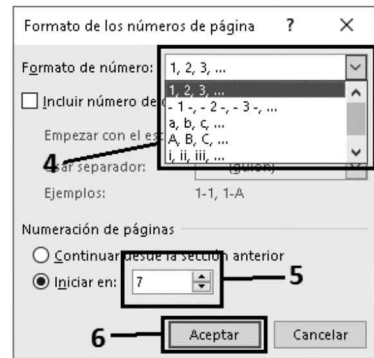 Formato de los números de página ? ×
Formato de número: 1, 2, 3, ...
1, 2, 3, ...
Incluir número de
- 1 -, - 2 -, - 3 -, ...
a, b, c, ...
Empezar con el es
A, B, C, ...
4
i, ii, iii, ...
separador: (guión)
Ejemplos: 1-1, 1-A
Numeración de páginas
Continuar desde la sección anterior
Iniciar en: 7 5
6 Aceptar Cancelar